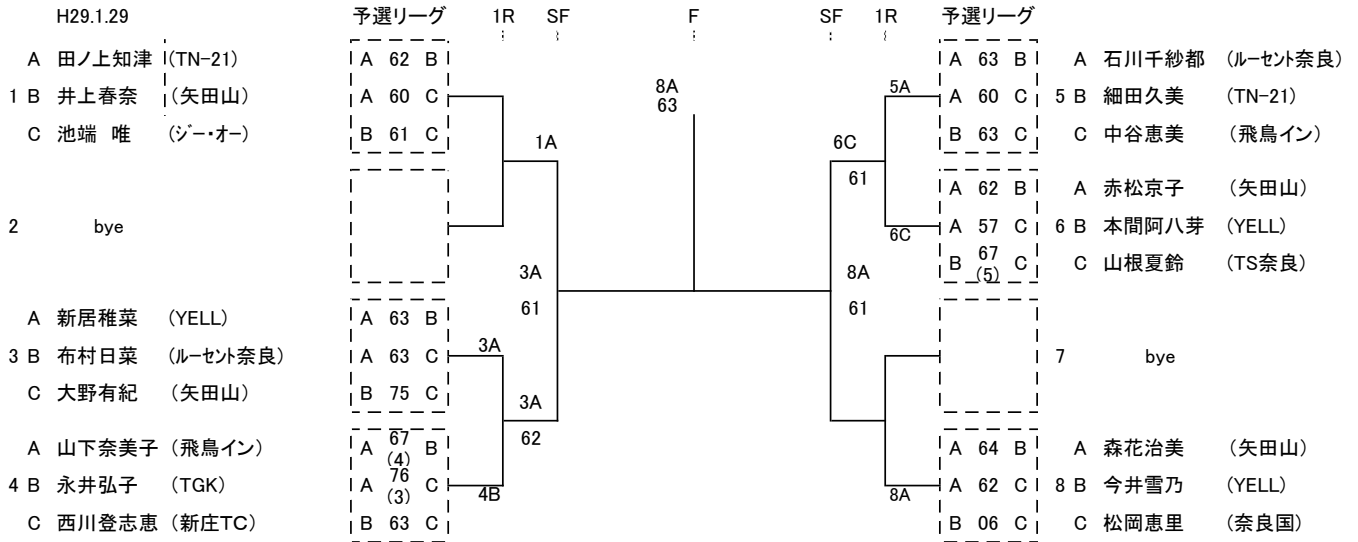 H29.1.29 予選リーグ 1R SF F SF 1R 予選リーグ
A 田ノ上知津 (TN-21) A 62 B
1 B 井上春奈 (矢田山) A 60 C
C 池端 唯 (ジー・オー) B 61 C
1A
2 bye
3A
61
A 新居稚菜 (YELL) A 63 B
3 B 布村日菜 (ルーセント奈良) A 63 C 3A
C 大野有紀 (矢田山) B 75 C
3A
62
A 山下奈美子 (飛鳥イン) A 67 (4) B
4 B 永井弘子 (TGK) A 76 (3) C 4B
C 西川登志恵 (新庄TC) B 63 C
8A
63
A 63 B A 石川千紗都 (ルーセント奈良)
5A A 60 C 5 B 細田久美 (TN-21)
B 63 C C 中谷恵美 (飛鳥イン)
6C
61
A 62 B A 赤松京子 (矢田山)
6C A 57 C 6 B 本間阿八芽 (YELL)
B 67 (5) C C 山根夏鈴 (TS奈良)
8A
61
7 bye
A 64 B A 森花治美 (矢田山)
8A A 62 C 8 B 今井雪乃 (YELL)
B 06 C C 松岡恵里 (奈良国)